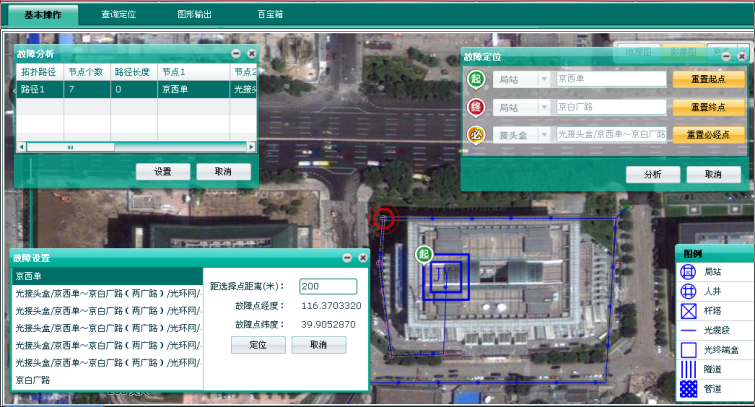 基本操作 查询定位 图形输出 百宝箱
故障分析
拓扑路径 节点个数 路径长度 节点1 节点2
路径1 7 0 京西单 光接头
设置 取消
地理图 影像图
故障定位
起 局站 京西单 重置起点
终 局站 京白广路 重置终点
必 接头盒 光接头盒/京西单～京白广路 重置必经点
分析 取消
#1
起
JY
故障设置
京西单
光接头盒/京西单～京白广路(两广路)/光环网/
光接头盒/京西单～京白广路(两广路)/光环网/
光接头盒/京西单～京白广路(两广路)/光环网/
光接头盒/京西单～京白广路(两广路)/光环网/
光接头盒/京西单～京白广路(两广路)/光环网/
京白广路
距选择点距离(米): 200
故障点经度: 116.3703320
故障点纬度: 39.9052870
定位 取消
图例
局站
人井
杆塔
光缆段
光终端盒
隧道
管道